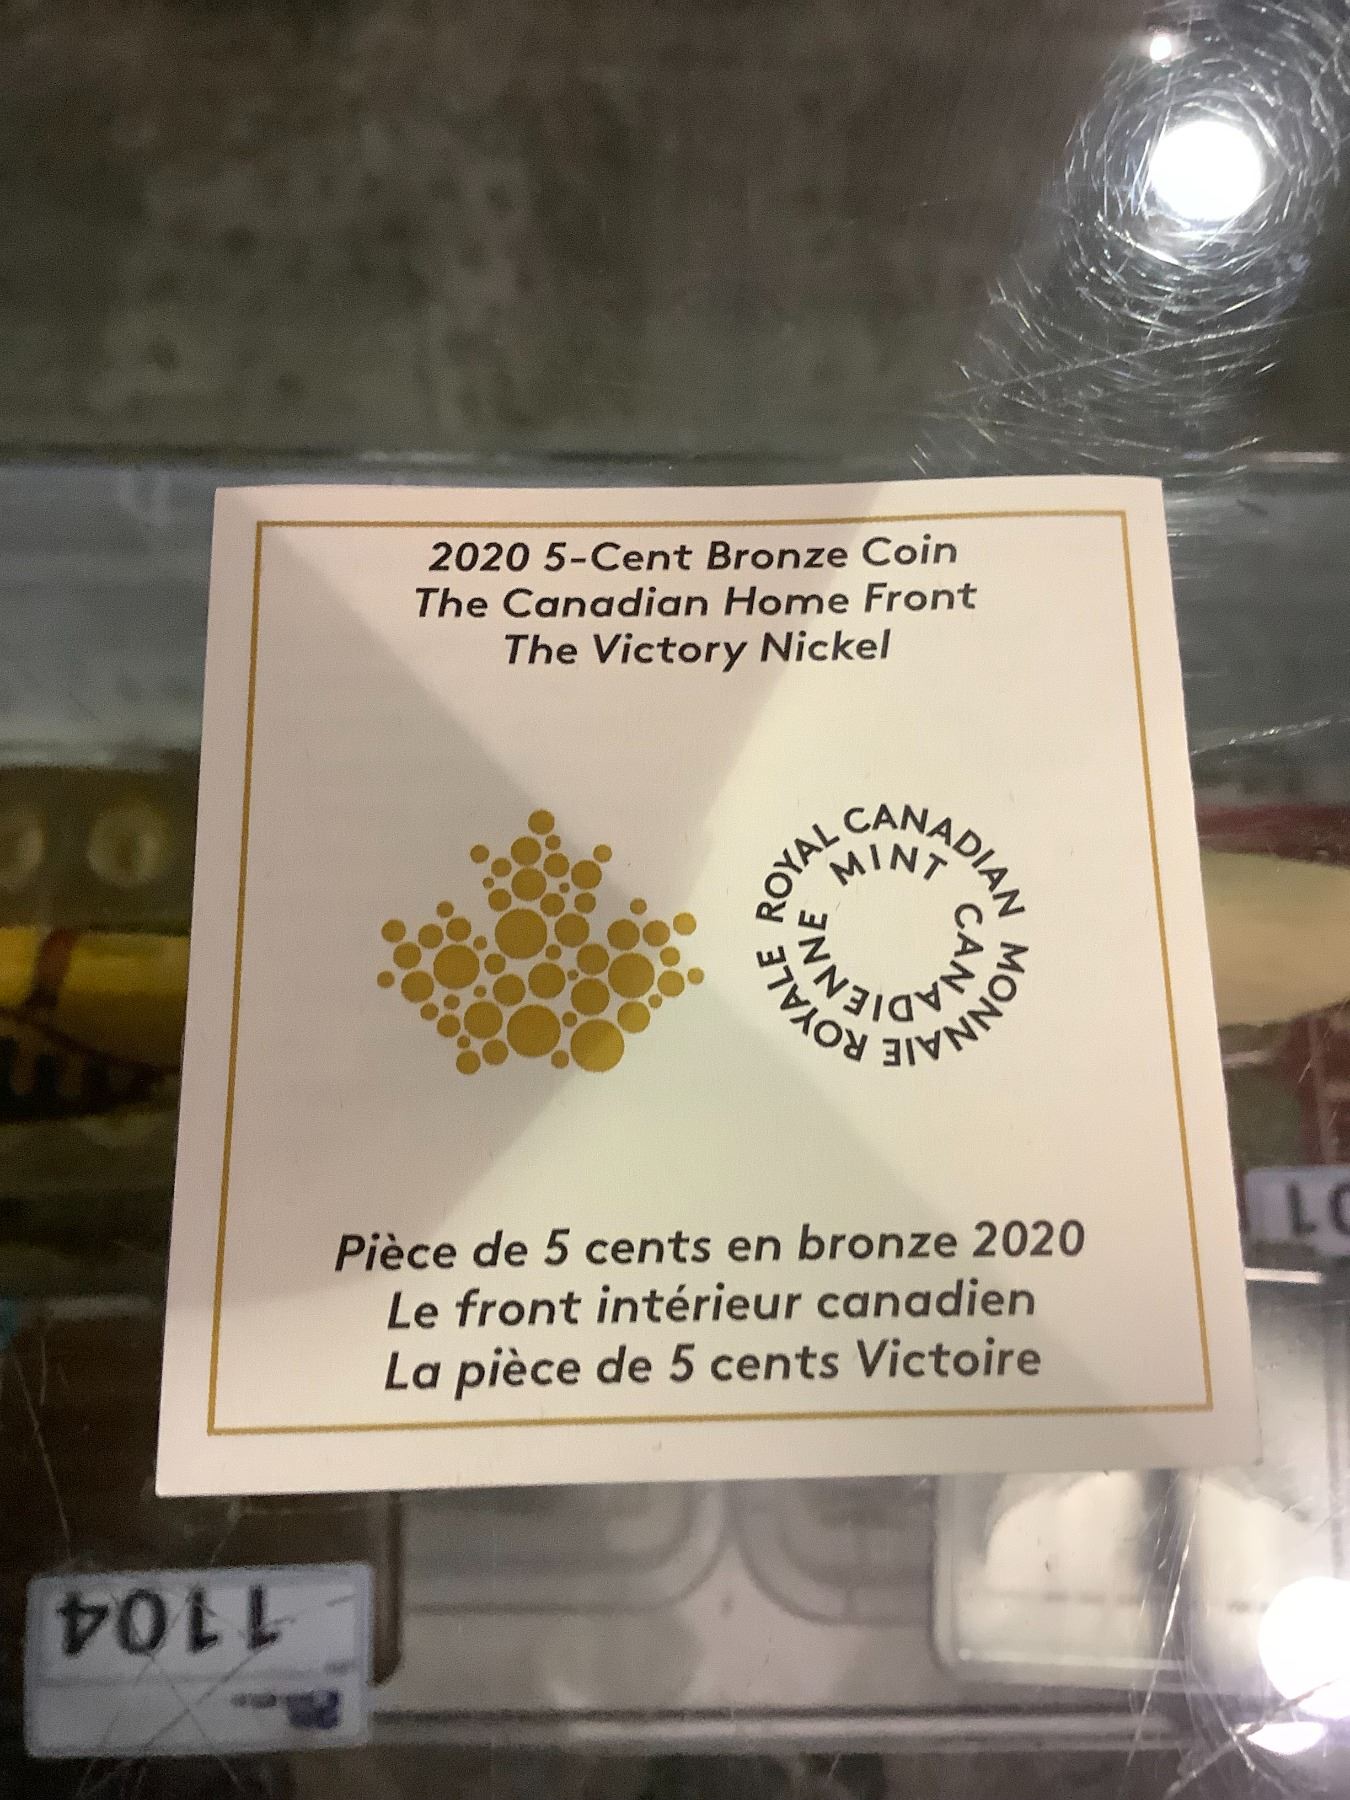 2020 5-Cent Bronze Coin
The Canadian Home Front
The Victory Nickel
ROYAL CANADIAN MINT
MONNAIE ROYALE CANADIENNE
Pièce de 5 cents en bronze 2020
Le front intérieur canadien
La pièce de 5 cents Victoire
1104